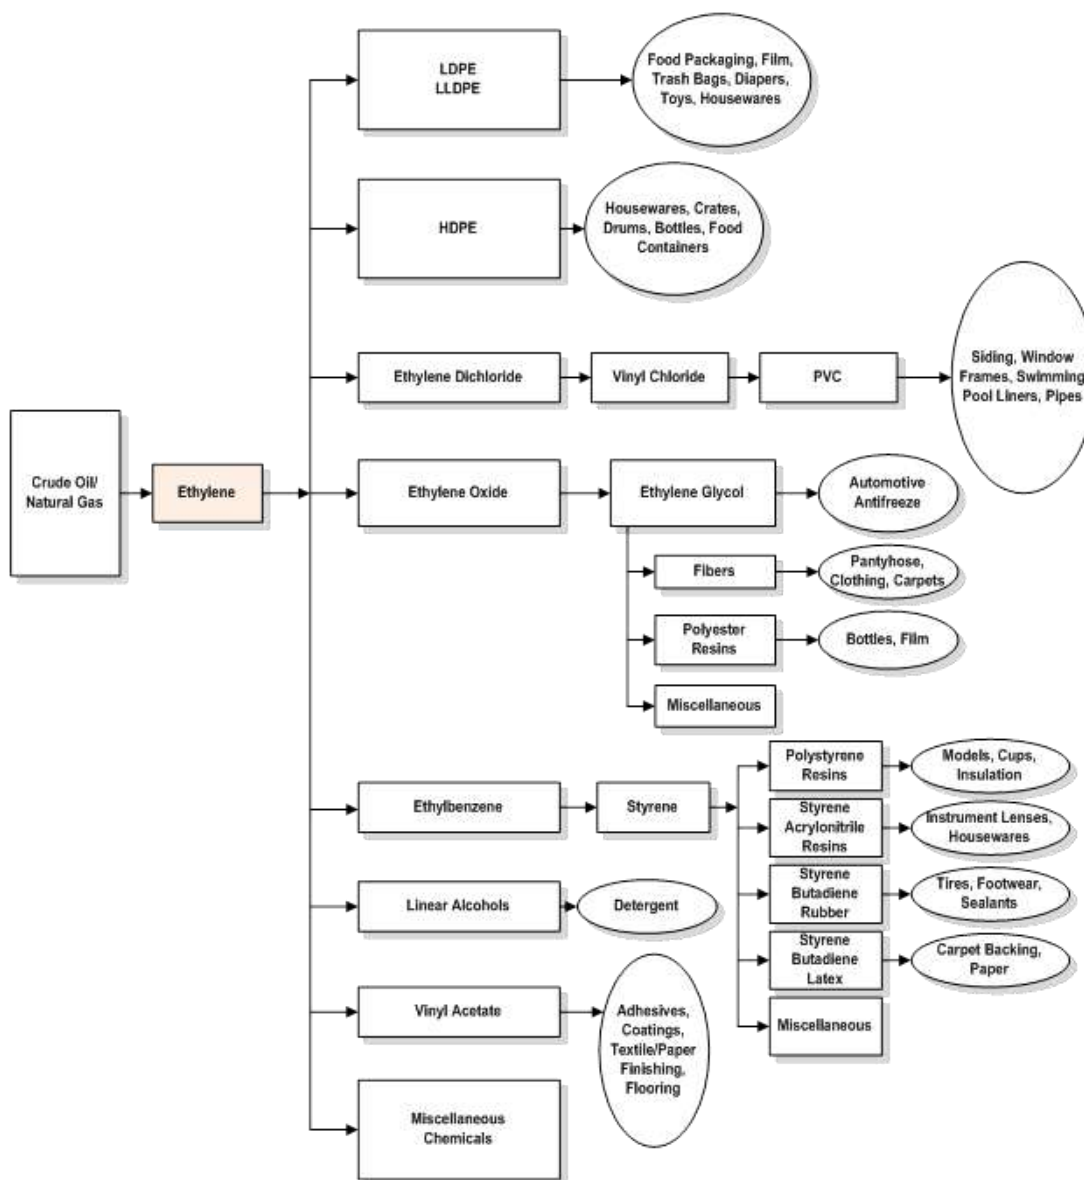 LDPE
LLDPE
Food Packaging, Film,
Trash Bags, Diapers,
Toys, Housewares
HDPE
Housewares, Crates,
Drums, Bottles, Food
Containers
Ethylene Dichloride
Vinyl Chloride
PVC
Siding, Window
Frames, Swimming
Pool Liners, Pipes
Crude Oil/
Natural Gas
Ethylene
Ethylene Oxide
Ethylene Glycol
Automotive
Antifreeze
Fibers
Pantyhose,
Clothing, Carpets
Polyester
Resins
Bottles, Film
Miscellaneous
Ethylbenzene
Styrene
Polystyrene
Resins
Models, Cups,
Insulation
Styrene
Acrylonitrile
Resins
Instrument Lenses,
Housewares
Styrene
Butadiene
Rubber
Tires, Footwear,
Sealants
Styrene
Butadiene
Latex
Carpet Backing,
Paper
Miscellaneous
Linear Alcohols
Detergent
Vinyl Acetate
Adhesives,
Coatings,
Textile/Paper
Finishing,
Flooring
Miscellaneous
Chemicals